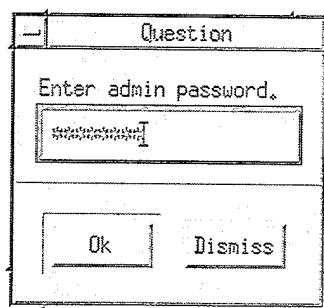 Question
Enter admin password.
*********
Ok
Dismiss